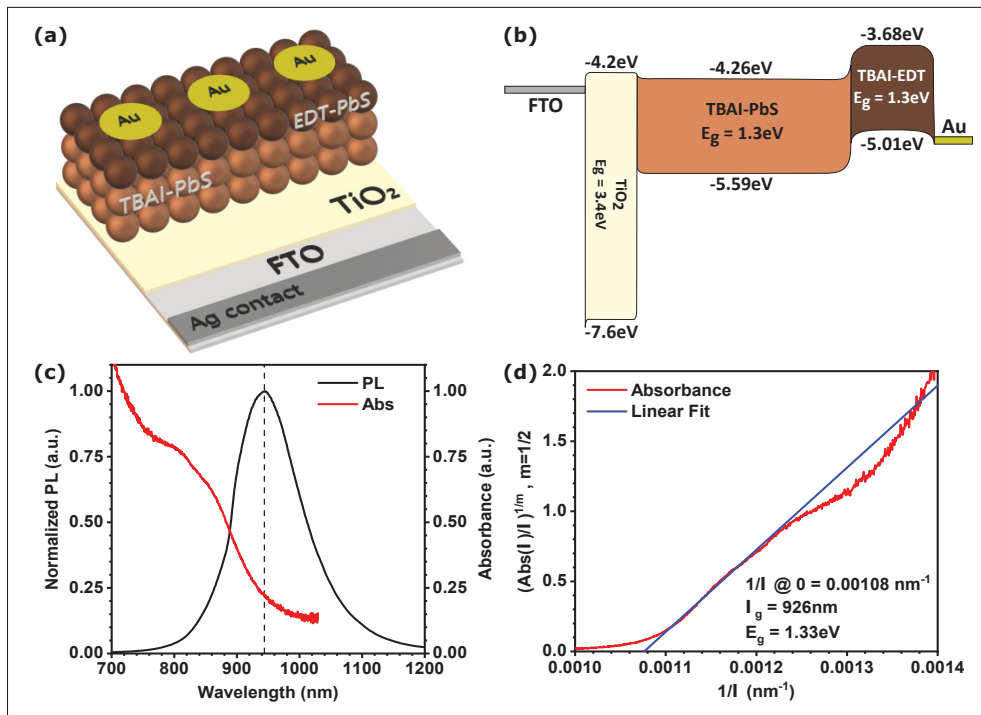 (a)
Au
Au
Au
EDT-PbS
TBAI-PbS
TiO2
FTO
Ag contact
(b)
-3.68eV
-4.2eV
-4.26eV
TBAI-EDT
Eg = 1.3eV
FTO
TBAI-PbS
Eg = 1.3eV
Au
-5.01eV
TiO2
Eg = 3.4eV
-5.59eV
-7.6eV
(c)
PL
Abs
1.00
0.75
0.50
0.25
0.00
Normalized PL (a.u.)
1.00
0.75
0.50
0.25
0.00
Absorbance (a.u.)
700 800 900 1000 1100 1200
Wavelength (nm)
(d)
Absorbance
Linear Fit
2.0
1.5
1.0
0.5
0.0
(Abs(l)/l)^1/m , m=1/2
1/l @ 0 = 0.00108 nm-1
lg = 926nm
Eg = 1.33eV
0.0010 0.0011 0.0012 0.0013 0.0014
1/l (nm-1)